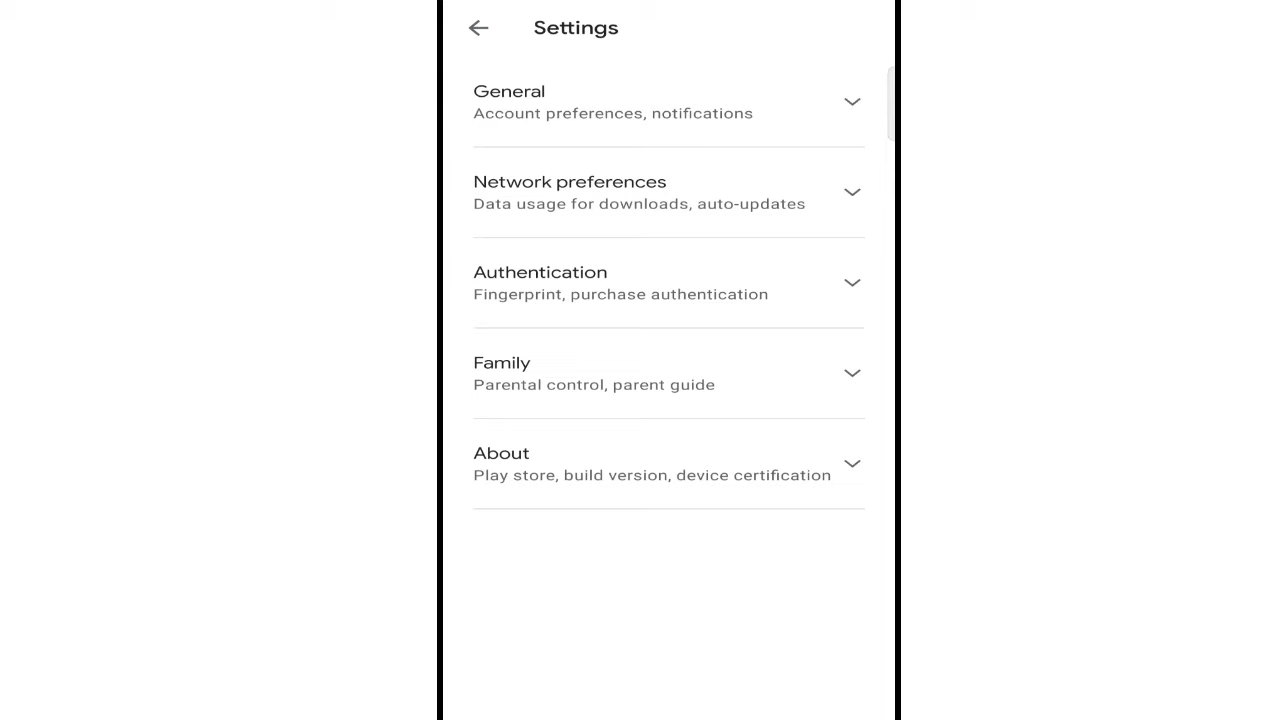 Settings
General
Account preferences, notifications
Network preferences
Data usage for downloads, auto-updates
Authentication
Fingerprint, purchase authentication
Family
Parental control, parent guide
About
Play store, build version, device certification